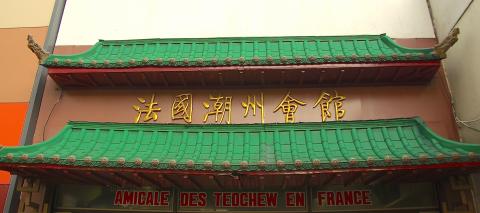 法國潮州會館
AMICALE DES TEOCHEW EN FRANCE